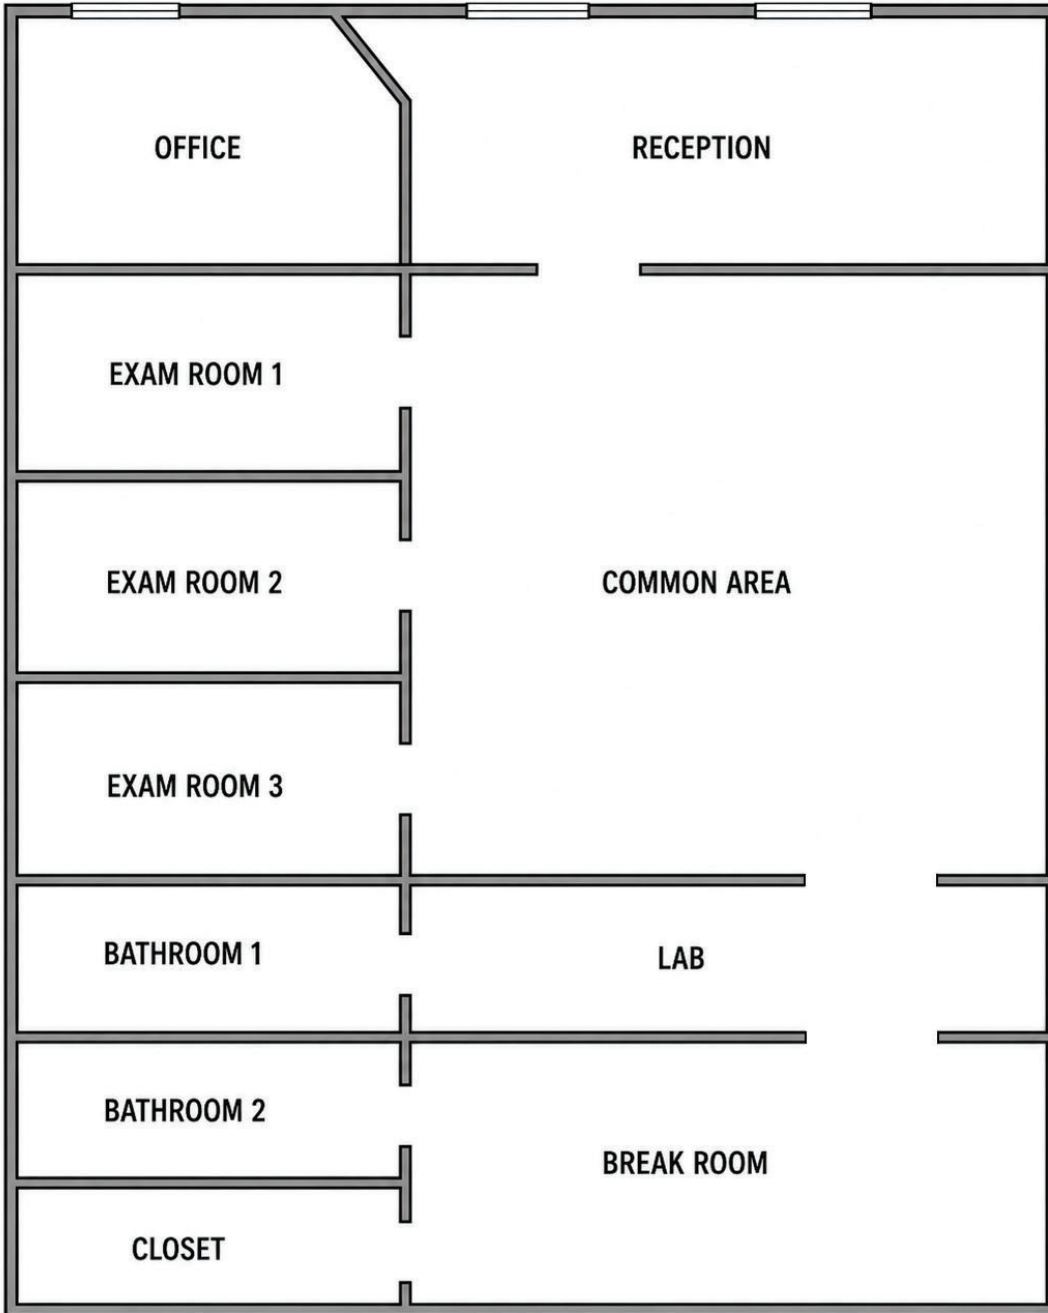 OFFICE
RECEPTION
EXAM ROOM 1
EXAM ROOM 2
COMMON AREA
EXAM ROOM 3
BATHROOM 1
LAB
BATHROOM 2
BREAK ROOM
CLOSET